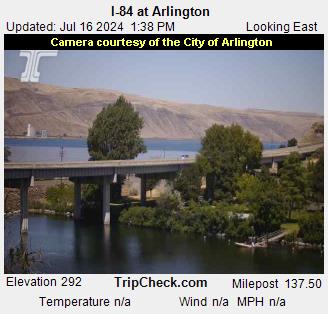 I-84 at Arlington
Updated: Jul 16 2024 1:38 PM Looking East
Camera courtesy of the City of Arlington
Elevation 292 TripCheck.com Milepost 137.50
Temperature n/a Wind n/a MPH n/a